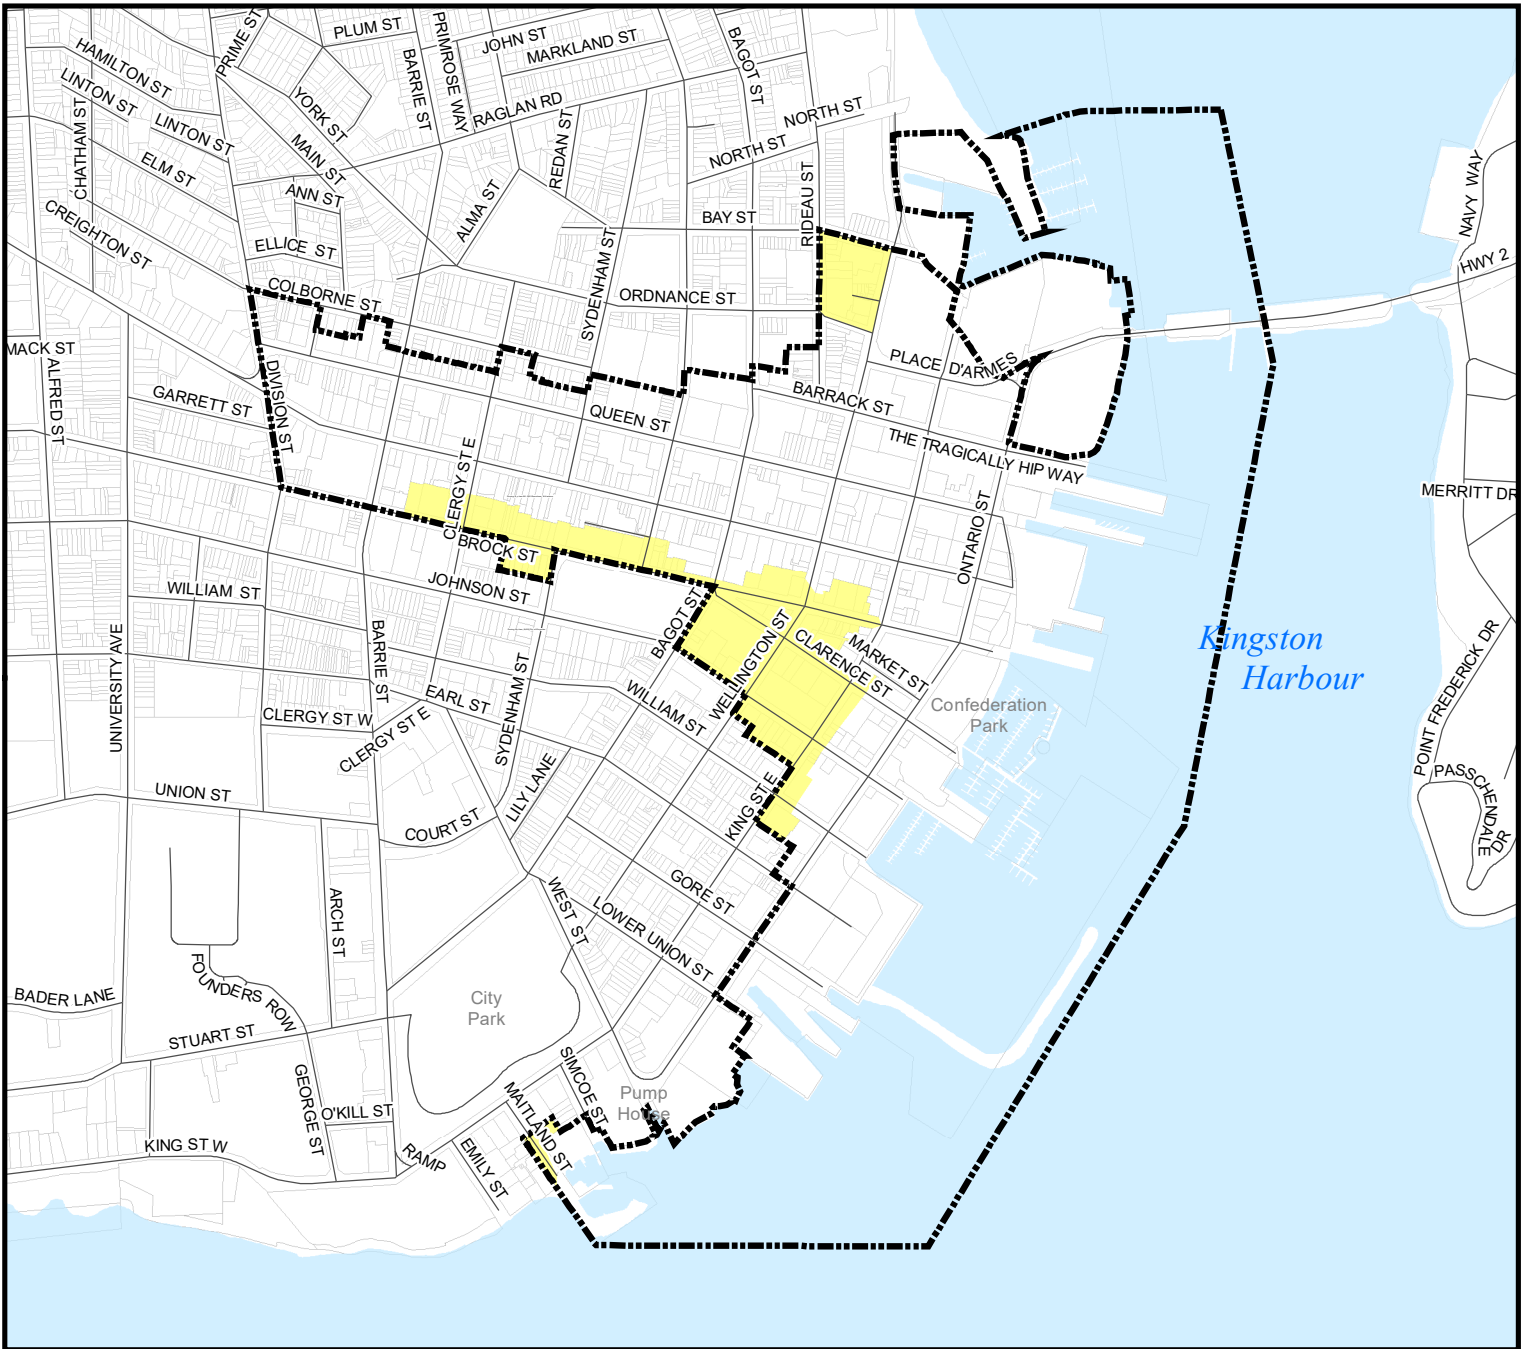 PLUM ST
PRIME ST
PRIMROSE WAY
JOHN ST
MARKLAND ST
BAGOT ST
HAMILTON ST
BARRIE ST
LINTON ST
YORK ST
RAGLAN RD
NORTH ST
LINTON ST
CHATHAM ST
MAIN ST
REDAN ST
NORTH ST
ELM ST
ANN ST
ALMA ST
BAY ST
RIDEAU ST
NAVY WAY
CREIGHTON ST
ELLICE ST
SYDENHAM ST
HWY 2
COLBORNE ST
ORDNANCE ST
MACK ST
ALFRED ST
DIVISION ST
PLACE D'ARMES
GARRETT ST
BARRACK ST
QUEEN ST
THE TRAGICALLY HIP WAY
CLERGY ST E
MERRITT DR
ONTARIO ST
BROCK ST
JOHNSON ST
WILLIAM ST
BAGOT ST
WELLINGTON ST
CLARENCE ST
MARKET ST
Kingston
Harbour
UNIVERSITY AVE
BARRIE ST
SYDENHAM ST
EARL ST
WILLIAM ST
CLERGY ST W
CLERGY ST E
Confederation
Park
POINT FREDERICK DR
PASSCHENDALE
DR
UNION ST
LILY LANE
COURT ST
KING ST E
GORE ST
ARCH ST
WEST ST
LOWER UNION ST
FOUNDERS ROW
BADER LANE
City
Park
STUART ST
GEORGE ST
SIMCOE ST
Pump
House
MAITLAND ST
O'KILL ST
KING ST W
RAMP
EMILY ST